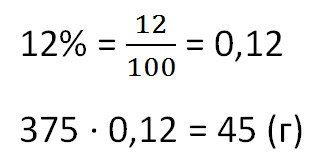 12% = 12/100 = 0,12
375 · 0,12 = 45 (г)